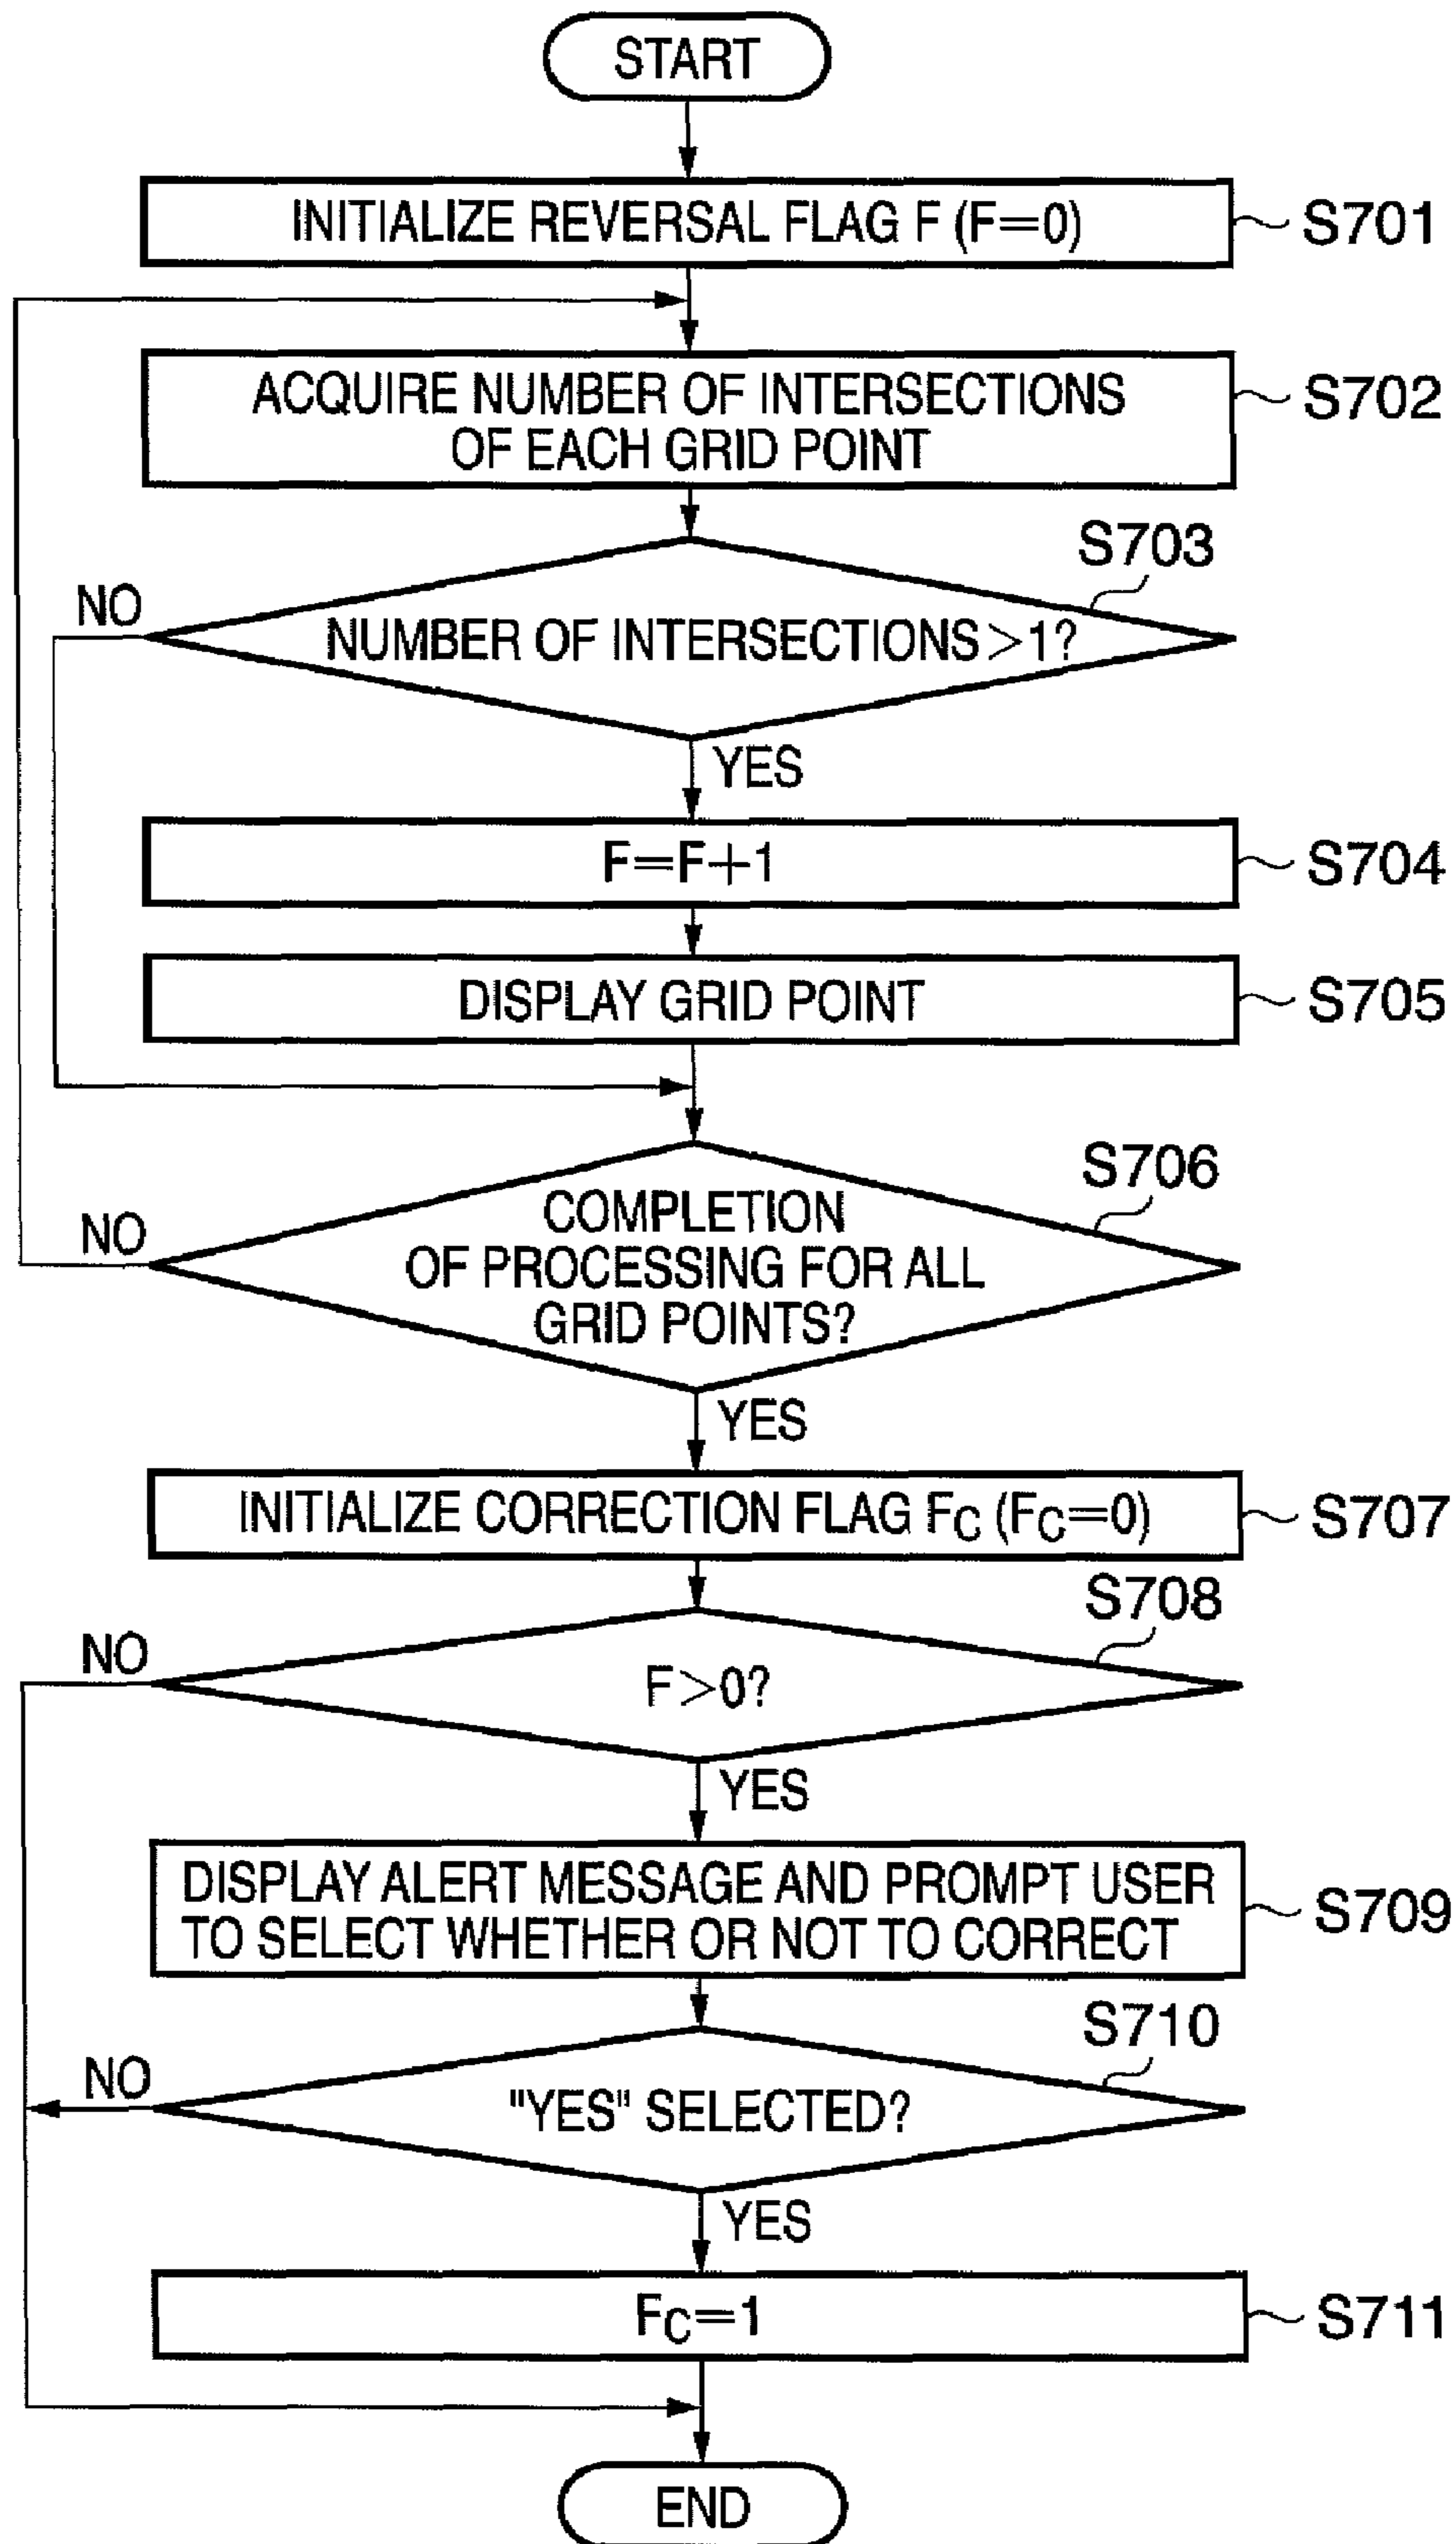 START
INITIALIZE REVERSAL FLAG F (F=0)
S701
ACQUIRE NUMBER OF INTERSECTIONS
OF EACH GRID POINT
S702
S703
NO
NUMBER OF INTERSECTIONS>1?
YES
F=F+1
S704
DISPLAY GRID POINT
S705
S706
NO
COMPLETION
OF PROCESSING FOR ALL
GRID POINTS?
YES
INITIALIZE CORRECTION FLAG FC (FC=0)
S707
S708
NO
F>0?
YES
DISPLAY ALERT MESSAGE AND PROMPT USER
TO SELECT WHETHER OR NOT TO CORRECT
S709
S710
NO
"YES" SELECTED?
YES
FC=1
S711
END